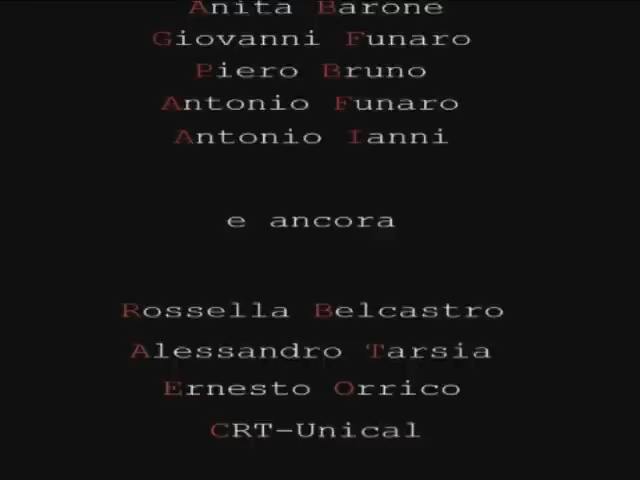 Anita Barone
Giovanni Funaro
Piero Bruno
Antonio Funaro
Antonio Ianni
e ancora
Rossella Belcastro
Alessandro Tarsia
Ernesto Orrico
CRT-Unical